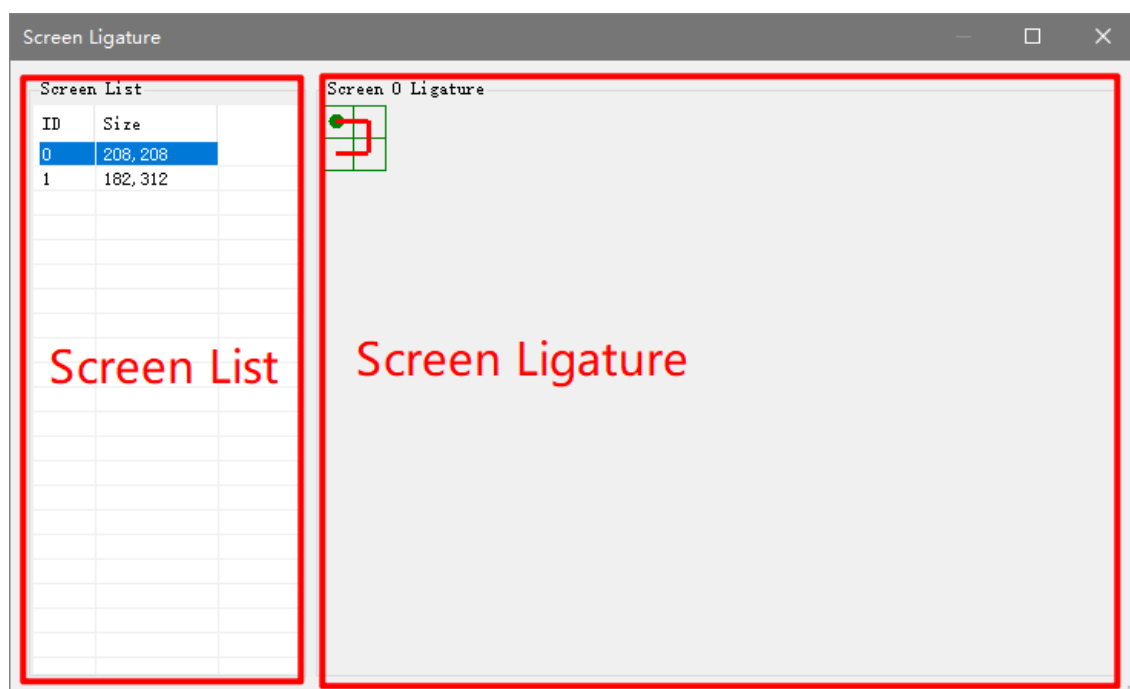 Screen Ligature
Screen List
ID Size
0 208, 208
1 182, 312
Screen List
Screen 0 Ligature
Screen Ligature